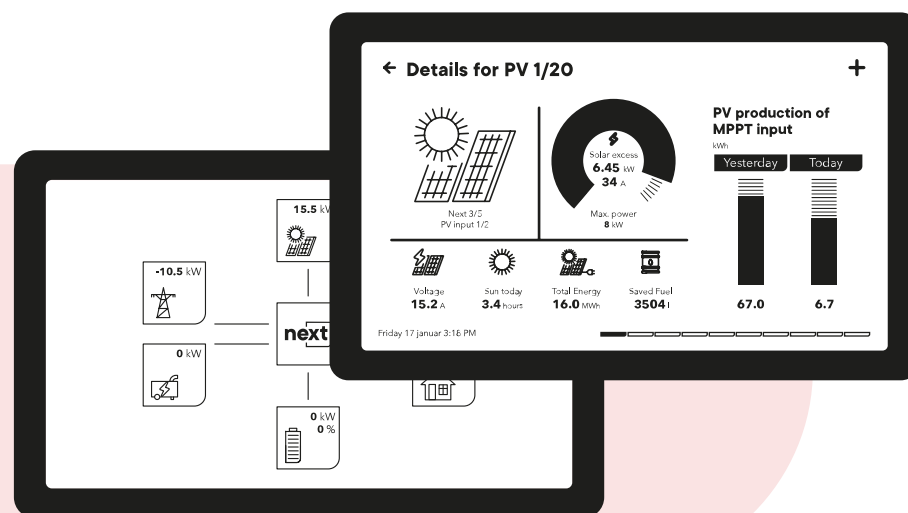 ← Details for PV 1/20 +
Solar excess
6.45 kW
34 A
Max. power
8 kW
Next 3/5
PV input 1/2
PV production of
MPPT input
kWh
Yesterday Today
67.0 6.7
Voltage
15.2 A
Sun today
3.4 hours
Total Energy
16.0 MWh
Saved Fuel
3504 l
Friday 17 januar 3:18 PM
15.5 kW
-10.5 kW
next
0 kW
0 kW
0 %